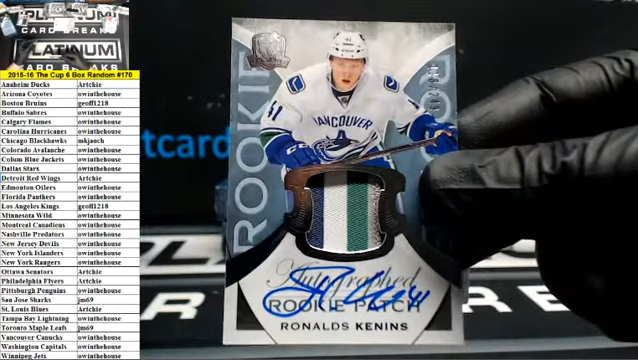 PLATINUM
CARD BREAKS
PLATINUM
CARD BREAKS
2015-16 The Cup 6 Box Random #170
Anaheim Ducks Artchie
Arizona Coyotes owinthehouse
Boston Bruins geoff1218
Buffalo Sabres owinthehouse
Calgary Flames owinthehouse
Carolina Hurricanes owinthehouse
Chicago Blackhawks mkjauch
Colorado Avalanche owinthehouse
Colum Blue Jackets owinthehouse
Dallas Stars owinthehouse
Detroit Red Wings Artchie
Edmonton Oilers owinthehouse
Florida Panthers owinthehouse
Los Angeles Kings geoff1218
Minnesota Wild owinthehouse
Montreal Canadiens owinthehouse
Nashville Predators owinthehouse
New Jersey Devils owinthehouse
New York Islanders owinthehouse
New York Rangers owinthehouse
Ottawa Senators Artchie
Philadelphia Flyers Artchie
Pittsburgh Penguins owinthehouse
San Jose Sharks jm69
St. Louis Blues Artchie
Tampa Bay Lightning owinthehouse
Toronto Maple Leafs jm69
Vancouver Canucks owinthehouse
Washington Capitals owinthehouse
Winnipeg Jets owinthehouse
ROOKIE
41
VANCOUVER
Autographed
ROOKIE PATCH
RONALDS KENINS